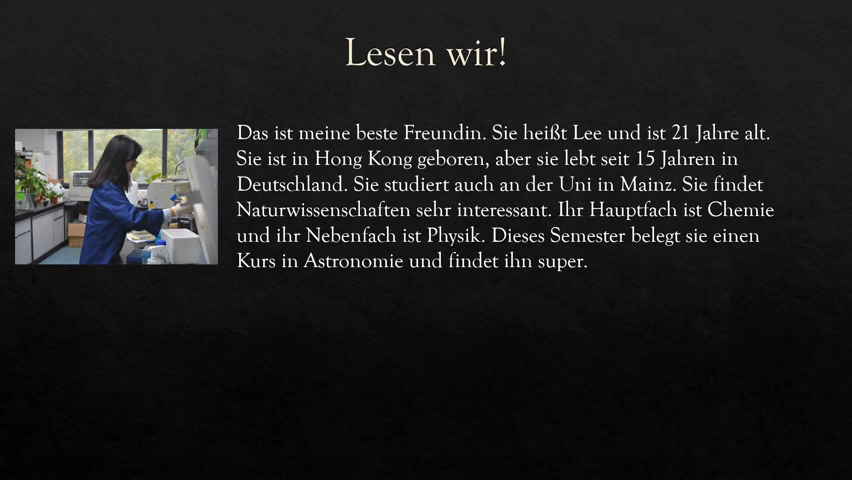 Lesen wir!
Das ist meine beste Freundin. Sie heißt Lee und ist 21 Jahre alt.
Sie ist in Hong Kong geboren, aber sie lebt seit 15 Jahren in
Deutschland. Sie studiert auch an der Uni in Mainz. Sie findet
Naturwissenschaften sehr interessant. Ihr Hauptfach ist Chemie
und ihr Nebenfach ist Physik. Dieses Semester belegt sie einen
Kurs in Astronomie und findet ihn super.